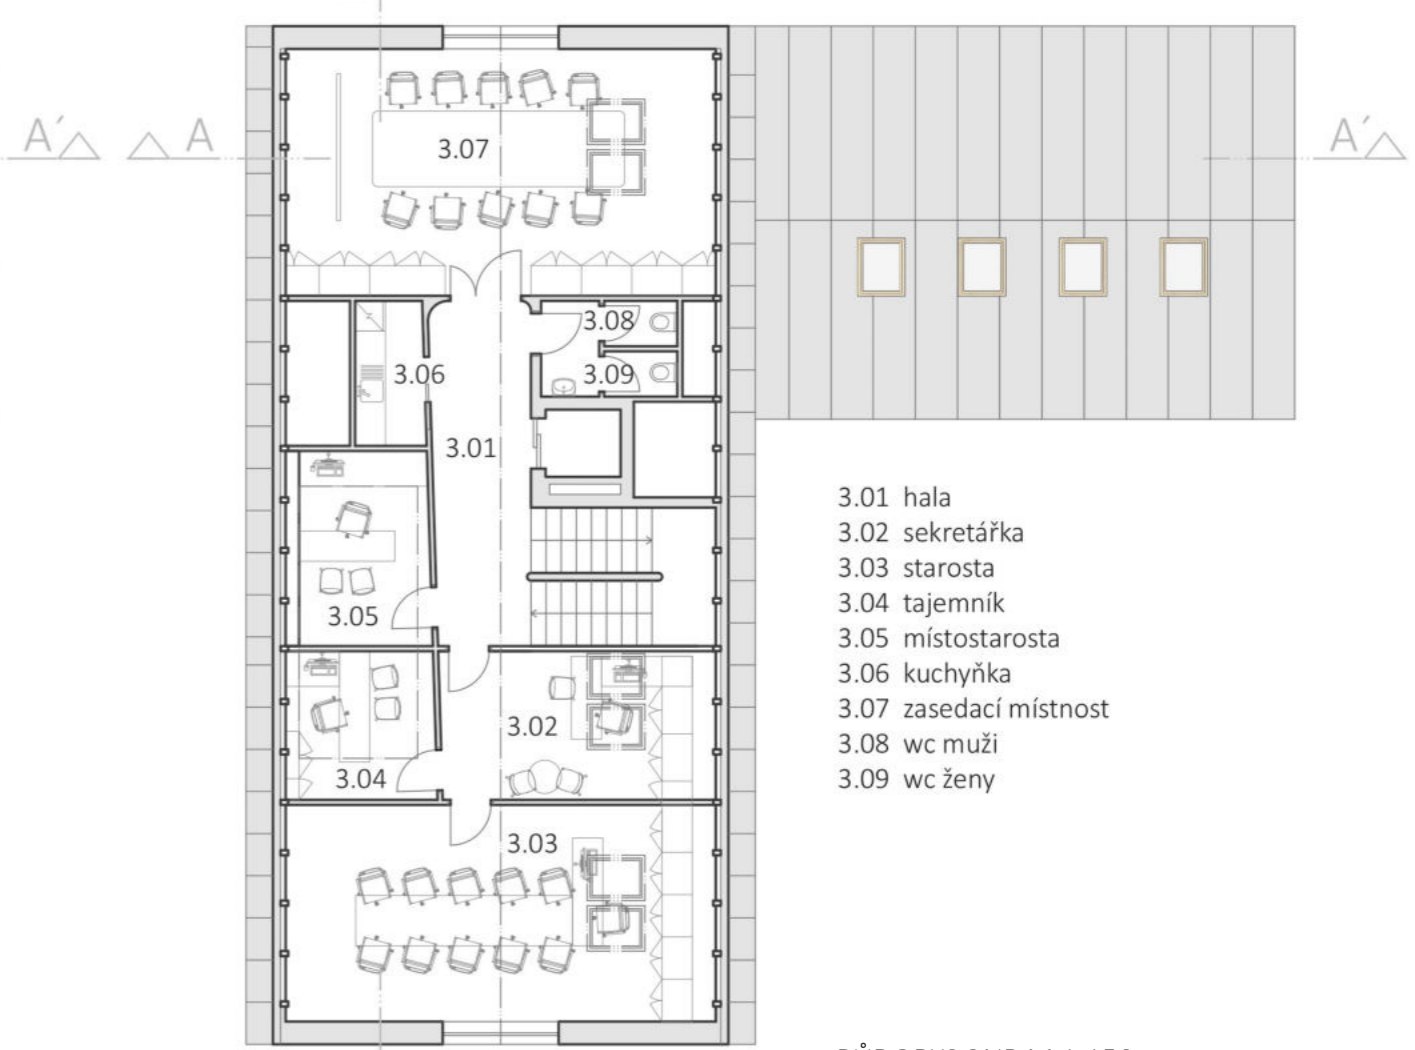 A´ A A´
3.07
3.08
3.06 3.09
3.01
3.05
3.02
3.04
3.03
3.01 hala
3.02 sekretářka
3.03 starosta
3.04 tajemník
3.05 místostarosta
3.06 kuchyňka
3.07 zasedací místnost
3.08 wc muži
3.09 wc ženy